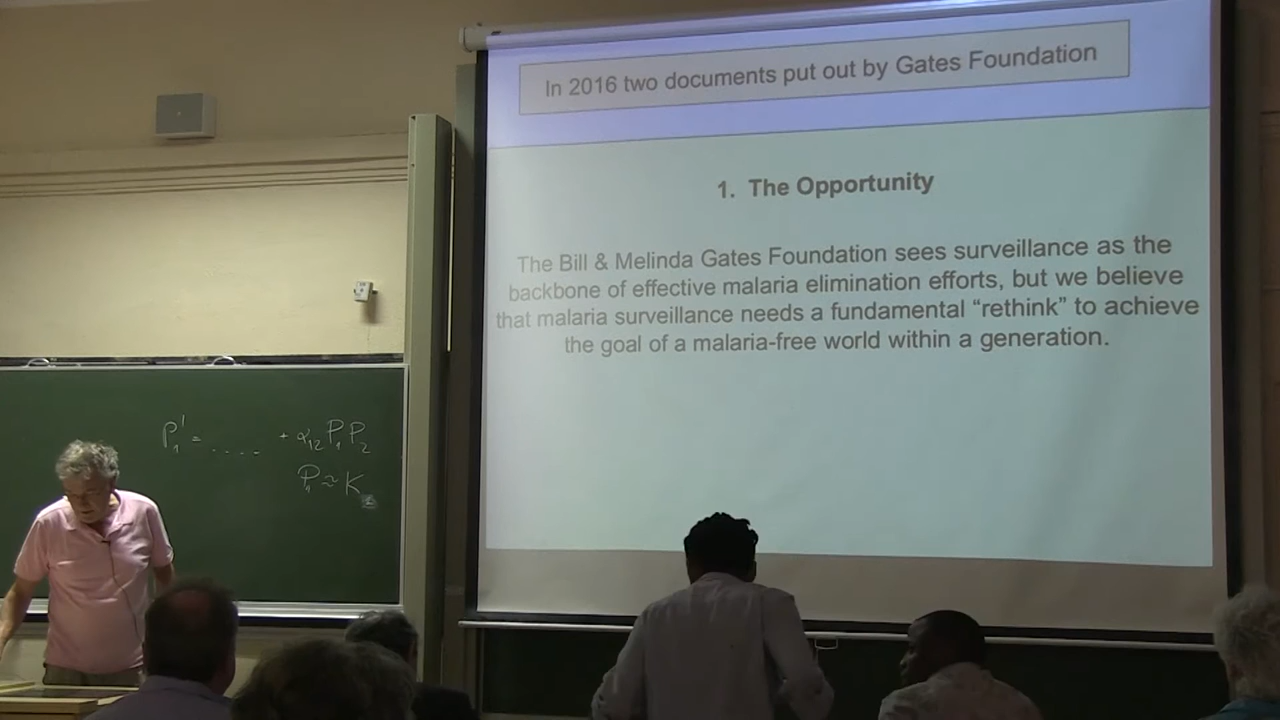 In 2016 two documents put out by Gates Foundation
1. The Opportunity
The Bill & Melinda Gates Foundation sees surveillance as the
backbone of effective malaria elimination efforts, but we believe
that malaria surveillance needs a fundamental “rethink” to achieve
the goal of a malaria-free world within a generation.
P₁' = .... + α₁₂ P₁ P₂
P₁ ≈ K